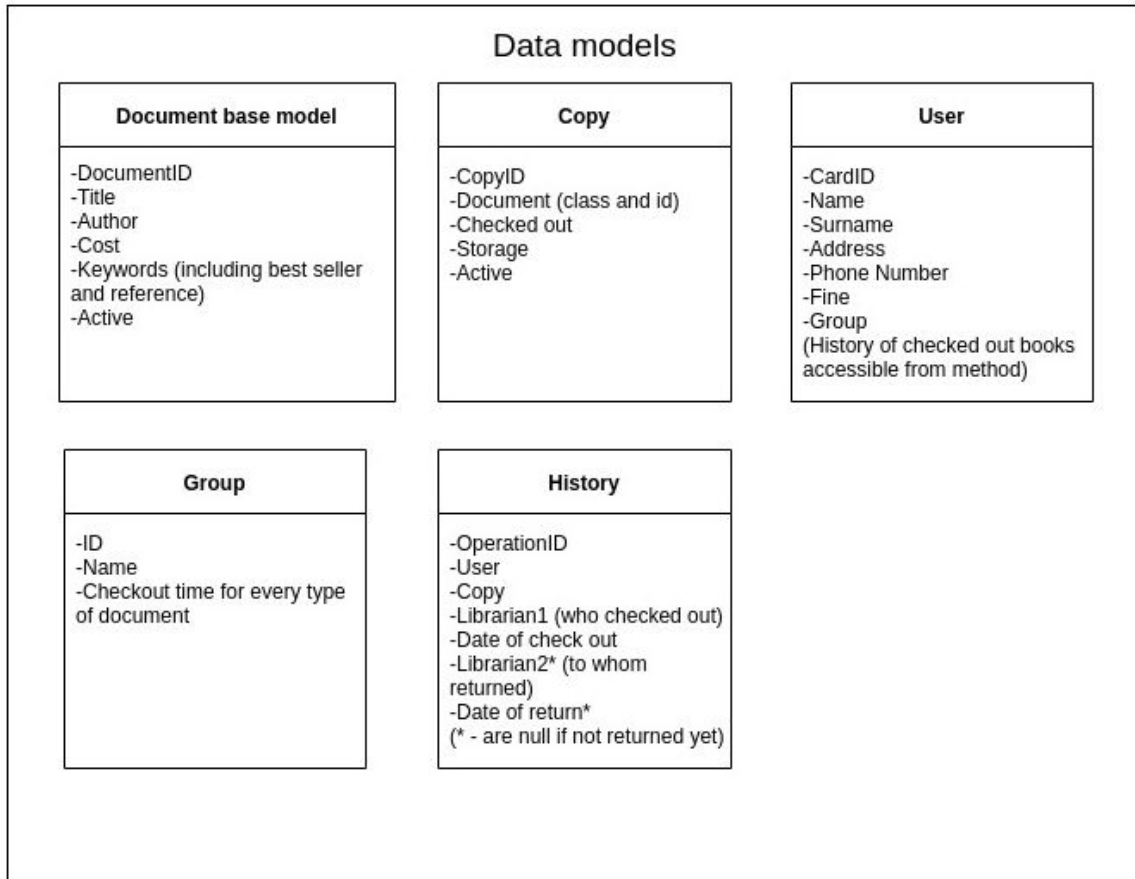 Data models
Document base model
-DocumentID
-Title
-Author
-Cost
-Keywords (including best seller
and reference)
-Active
Copy
-CopyID
-Document (class and id)
-Checked out
-Storage
-Active
User
-CardID
-Name
-Surname
-Address
-Phone Number
-Fine
-Group
(History of checked out books
accessible from method)
Group
-ID
-Name
-Checkout time for every type
of document
History
-OperationID
-User
-Copy
-Librarian1 (who checked out)
-Date of check out
-Librarian2* (to whom
returned)
-Date of return*
(* - are null if not returned yet)